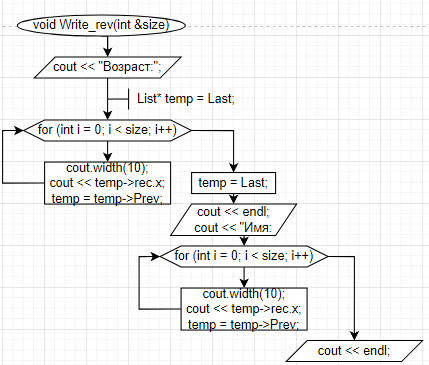 void Write_rev(int &size)
cout << "Возраст:";
List* temp = Last;
for (int i = 0; i < size; i++)
cout.width(10);
cout << temp->rec.x;
temp = temp->Prev;
temp = Last;
cout << endl;
cout << "Имя:
for (int i = 0; i < size; i++)
cout.width(10);
cout << temp->rec.x;
temp = temp->Prev;
cout << endl;